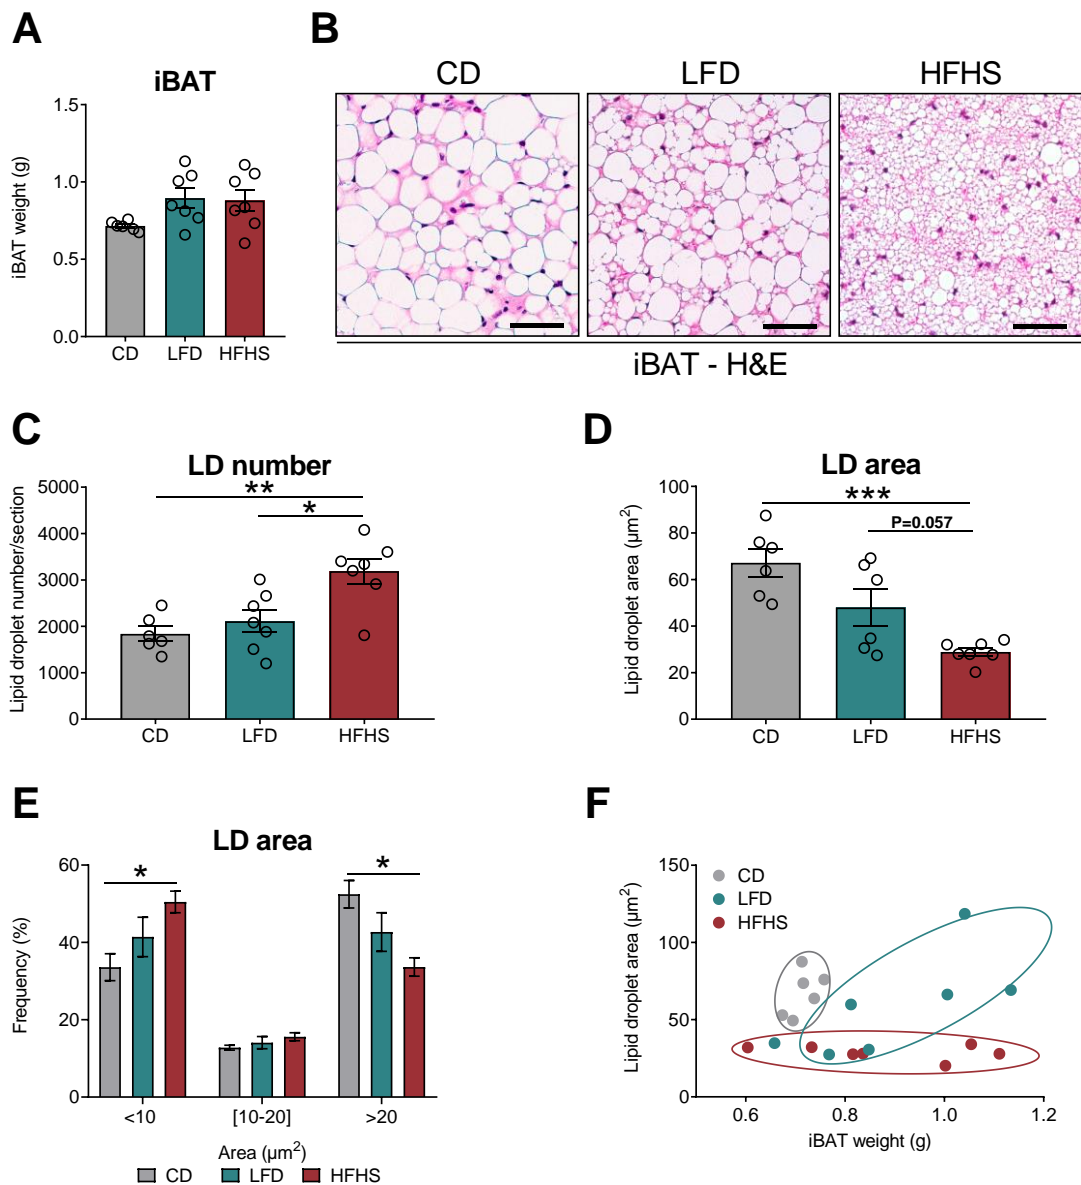 A
iBAT
iBAT weight (g)
1.5
1.0
0.5
0.0
CD LFD HFHS
B
CD LFD HFHS
iBAT - H&E
C
LD number
Lipid droplet number/section
5000
4000
3000
2000
1000
0
**
*
CD LFD HFHS
D
LD area
Lipid droplet area (µm²)
100
80
60
40
20
0
***
P=0.057
CD LFD HFHS
E
LD area
Frequency (%)
60
40
20
0
*
*
<10 [10-20] >20
Area (µm²)
CD LFD HFHS
F
Lipid droplet area (µm²)
150
100
50
0
CD
LFD
HFHS
0.6 0.8 1.0 1.2
iBAT weight (g)